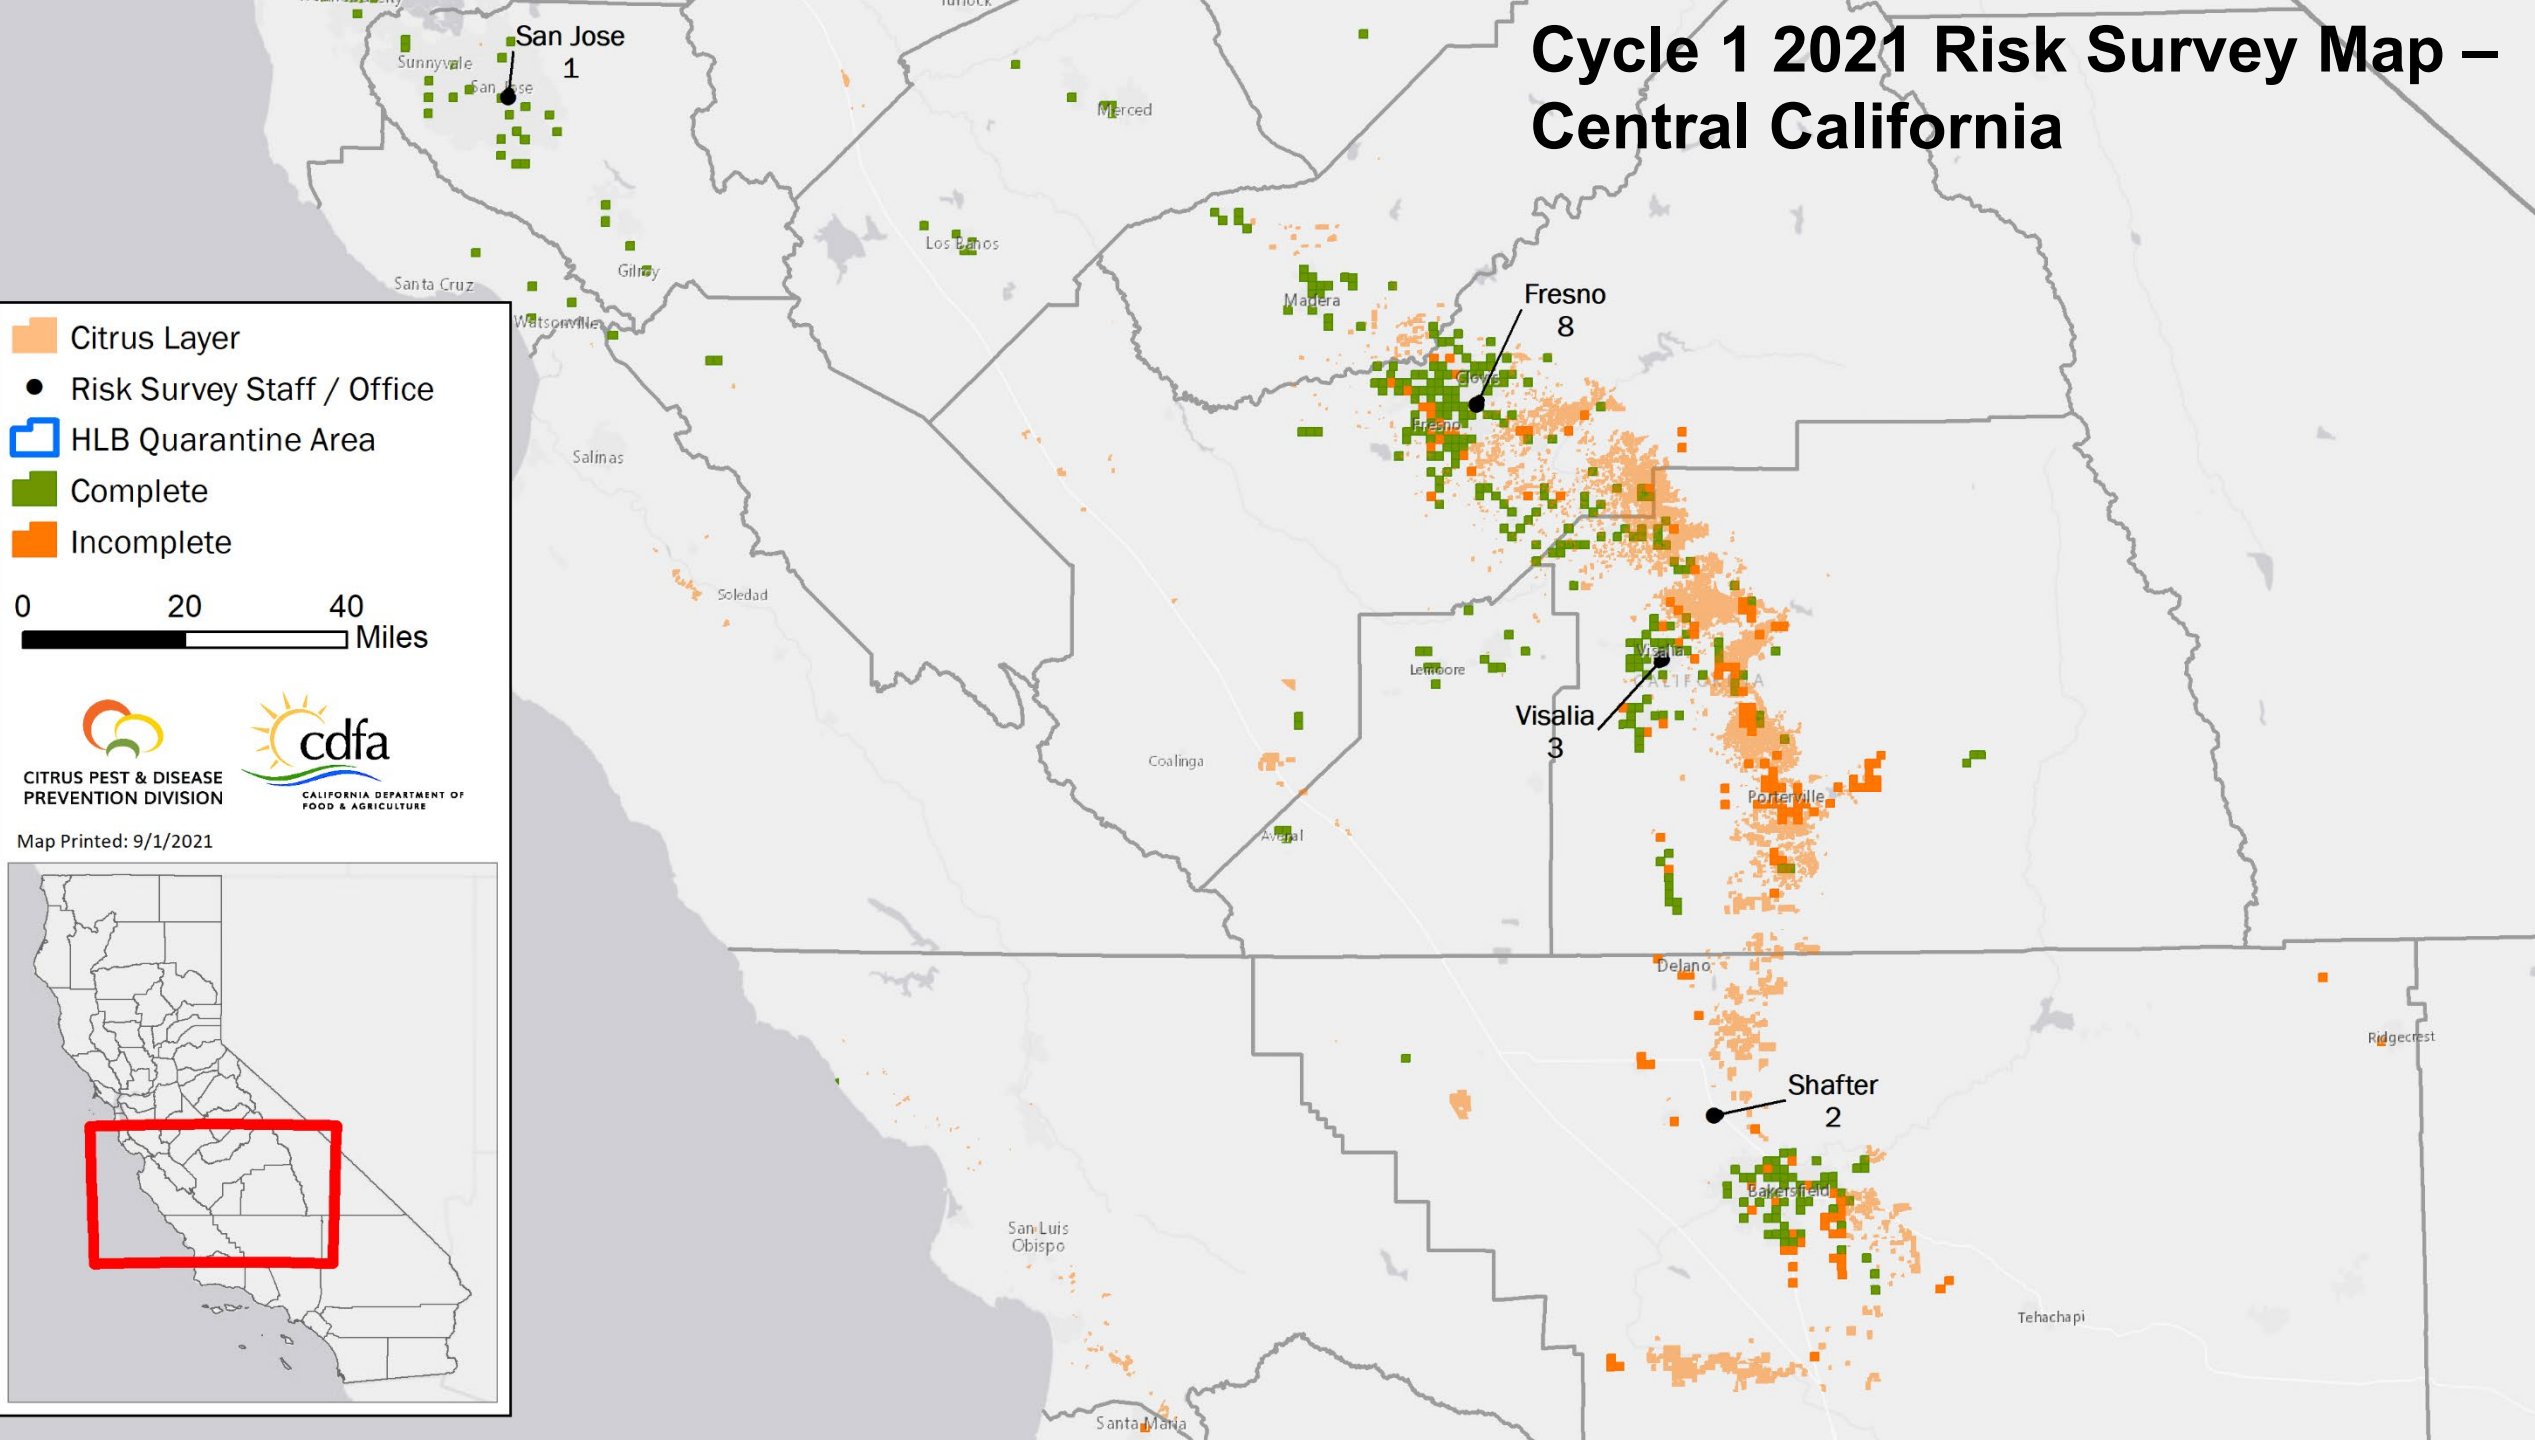 Cycle 1 2021 Risk Survey Map –
Central California
San Jose
1
Sunnyvale
San Jose
Merced
Los Banos
Gilroy
Santa Cruz
Watsonville
Madera
Fresno
8
Clovis
Fresno
Citrus Layer
Risk Survey Staff / Office
HLB Quarantine Area
Complete
Incomplete
0 20 40
Miles
CITRUS PEST & DISEASE
PREVENTION DIVISION
cdfa
CALIFORNIA DEPARTMENT OF
FOOD & AGRICULTURE
Map Printed: 9/1/2021
Salinas
Soledad
Lemoore
Visalia
CALIFORNIA
Visalia
3
Coalinga
Porterville
Avenal
Delano
Ridgecrest
Shafter
2
Bakersfield
San Luis
Obispo
Tehachapi
Santa Maria